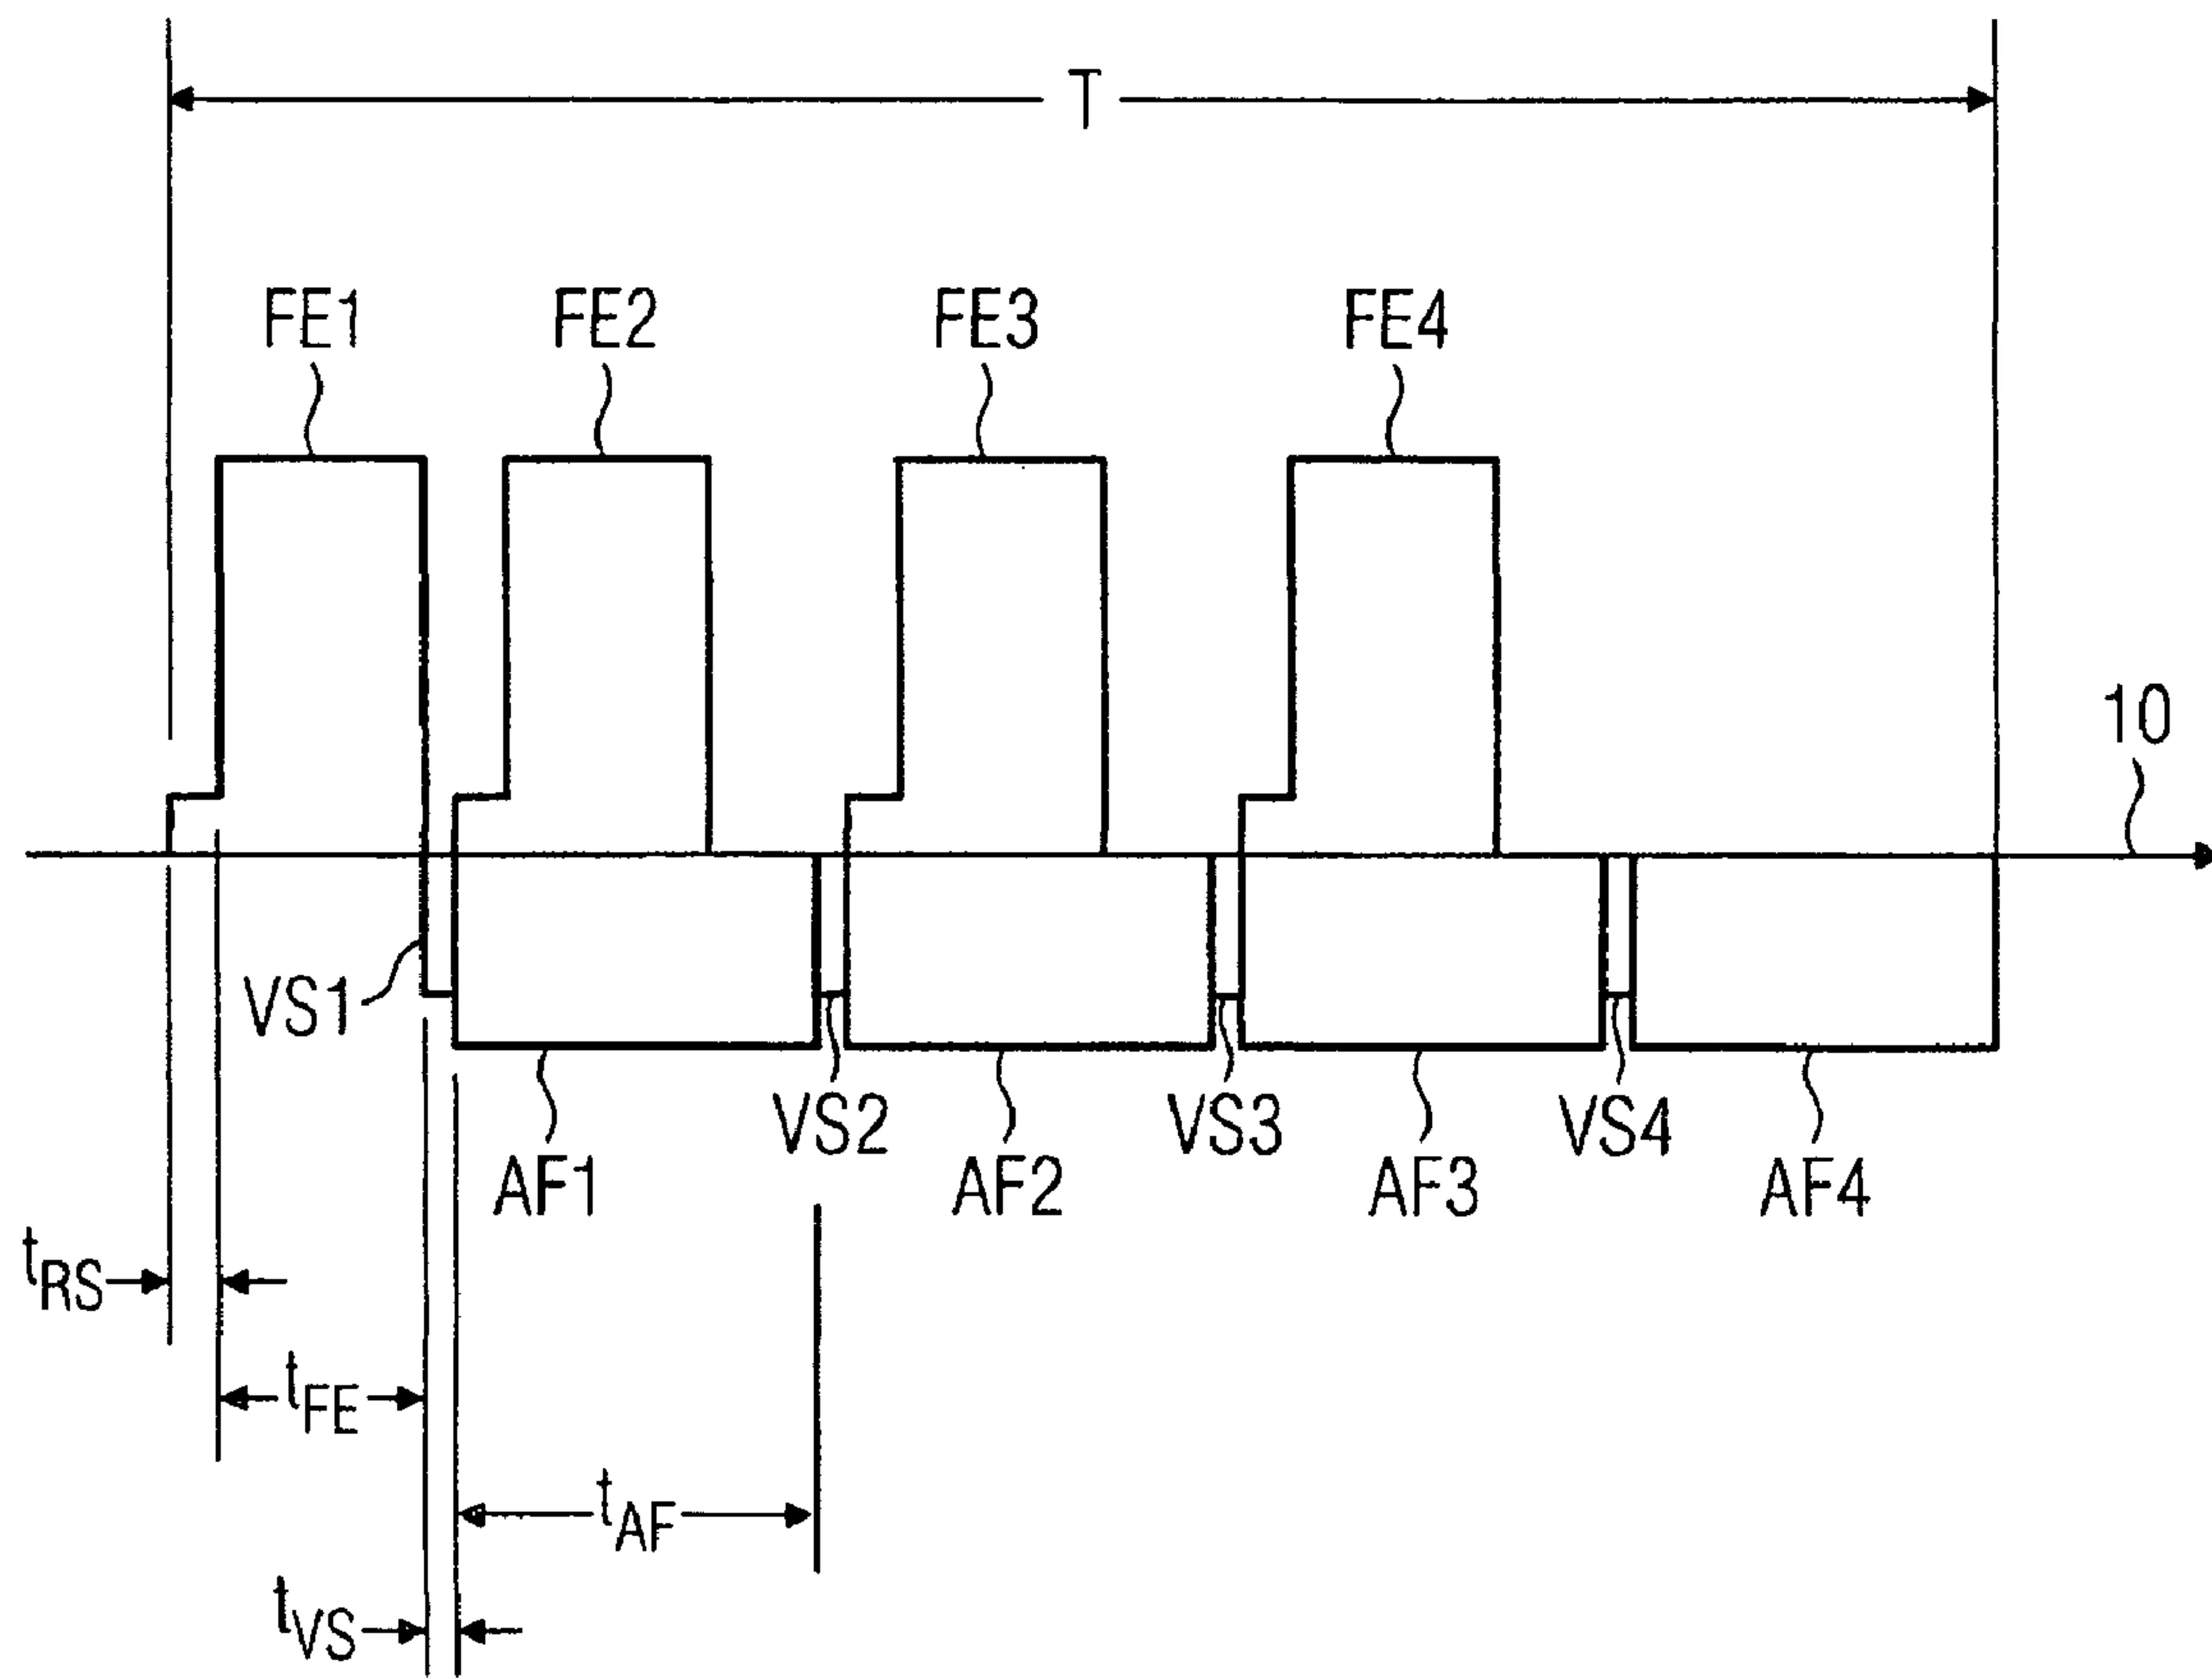 T
FE1 FE2 FE3 FE4
10
VS1
VS2 VS3 VS4
AF1 AF2 AF3 AF4
tRS
tFE
tAF
tVS